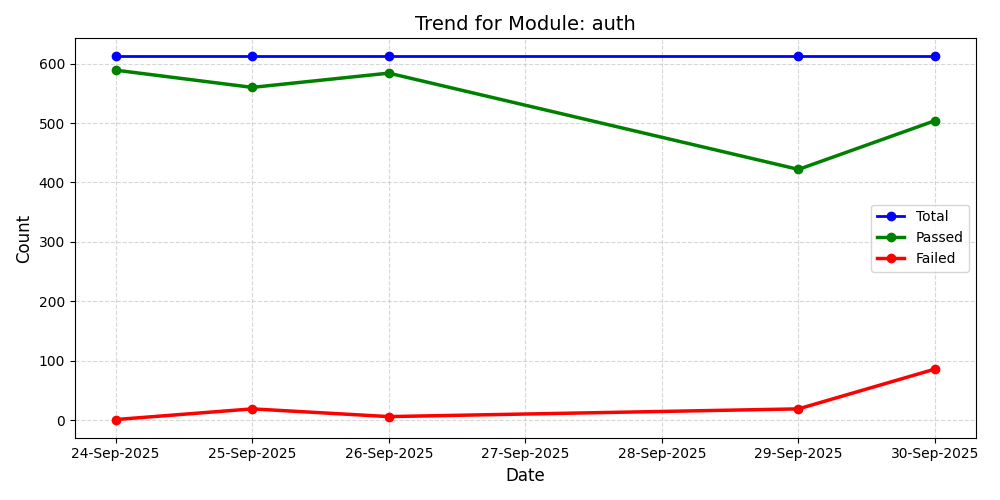 Trend for Module: auth
600
500
400
300
200
100
0
Count
Total
Passed
Failed
24-Sep-2025 25-Sep-2025 26-Sep-2025 27-Sep-2025 28-Sep-2025 29-Sep-2025 30-Sep-2025
Date